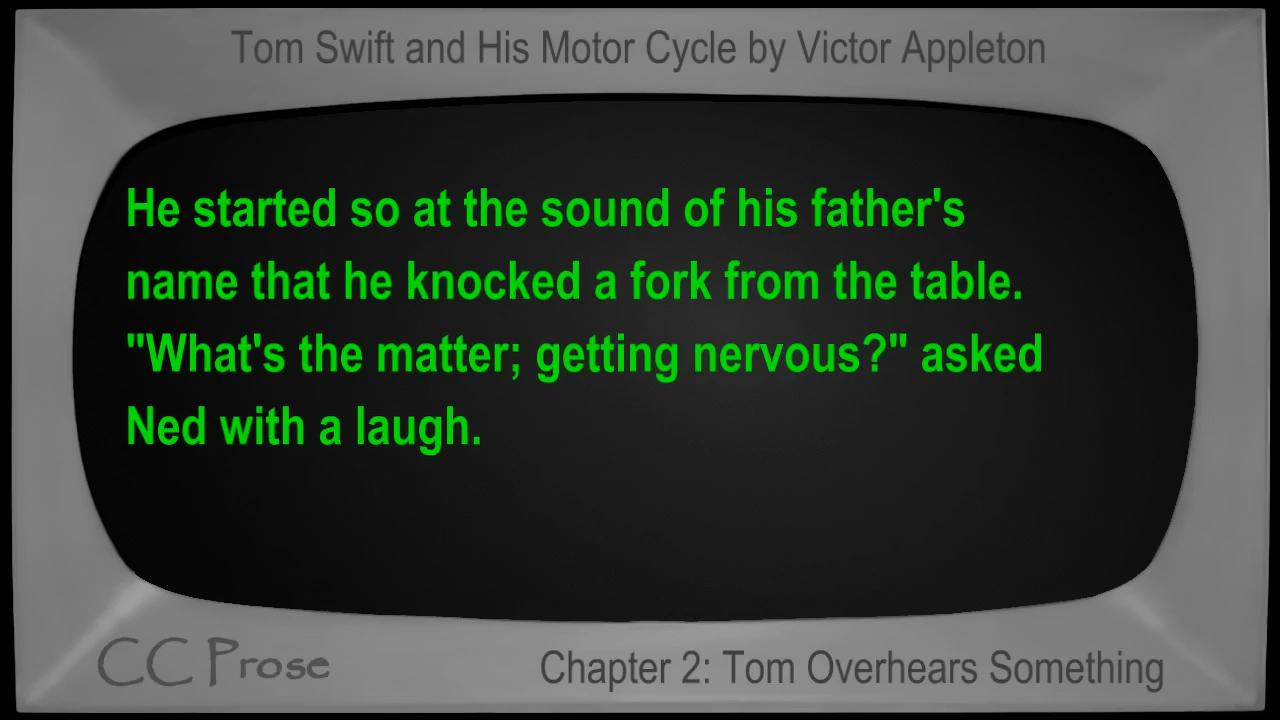 Tom Swift and His Motor Cycle by Victor Appleton
He started so at the sound of his father's
name that he knocked a fork from the table.
"What's the matter; getting nervous?" asked
Ned with a laugh.
CC Prose
Chapter 2: Tom Overhears Something